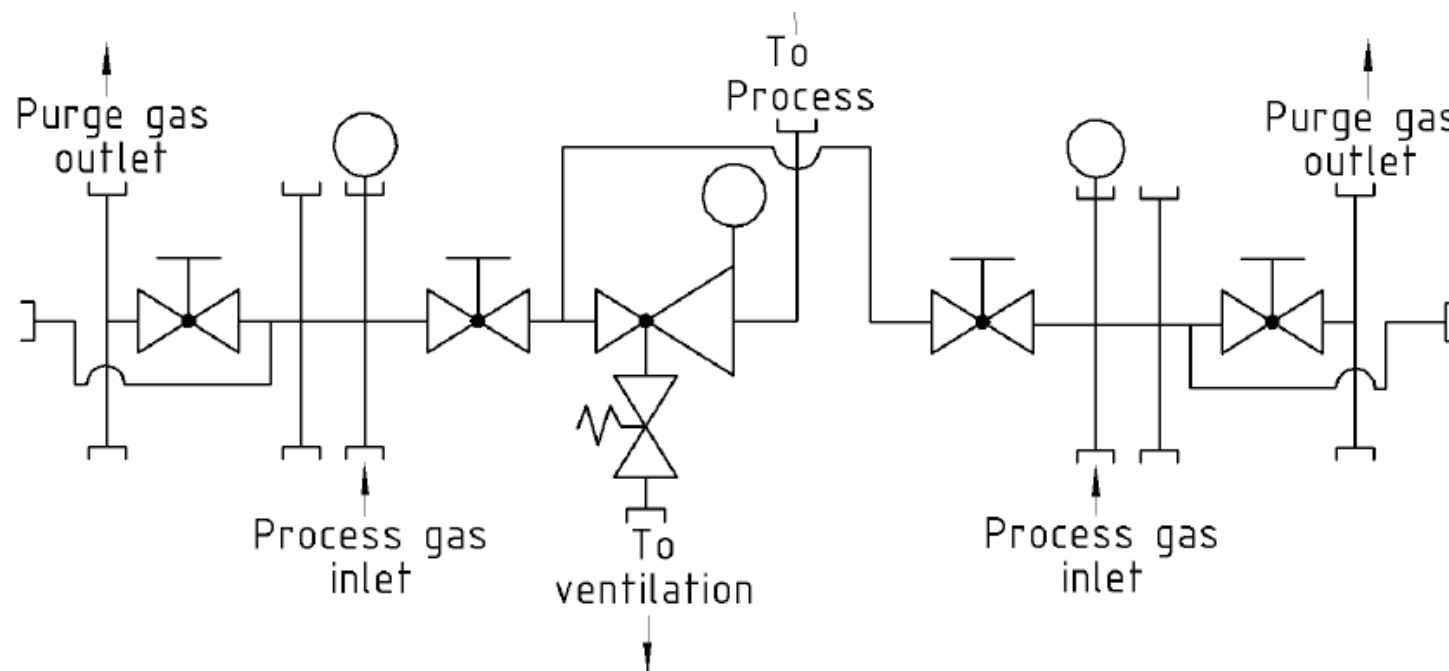 To
Process
Purge gas
outlet
Purge gas
outlet
Process gas
inlet
To
ventilation
Process gas
inlet